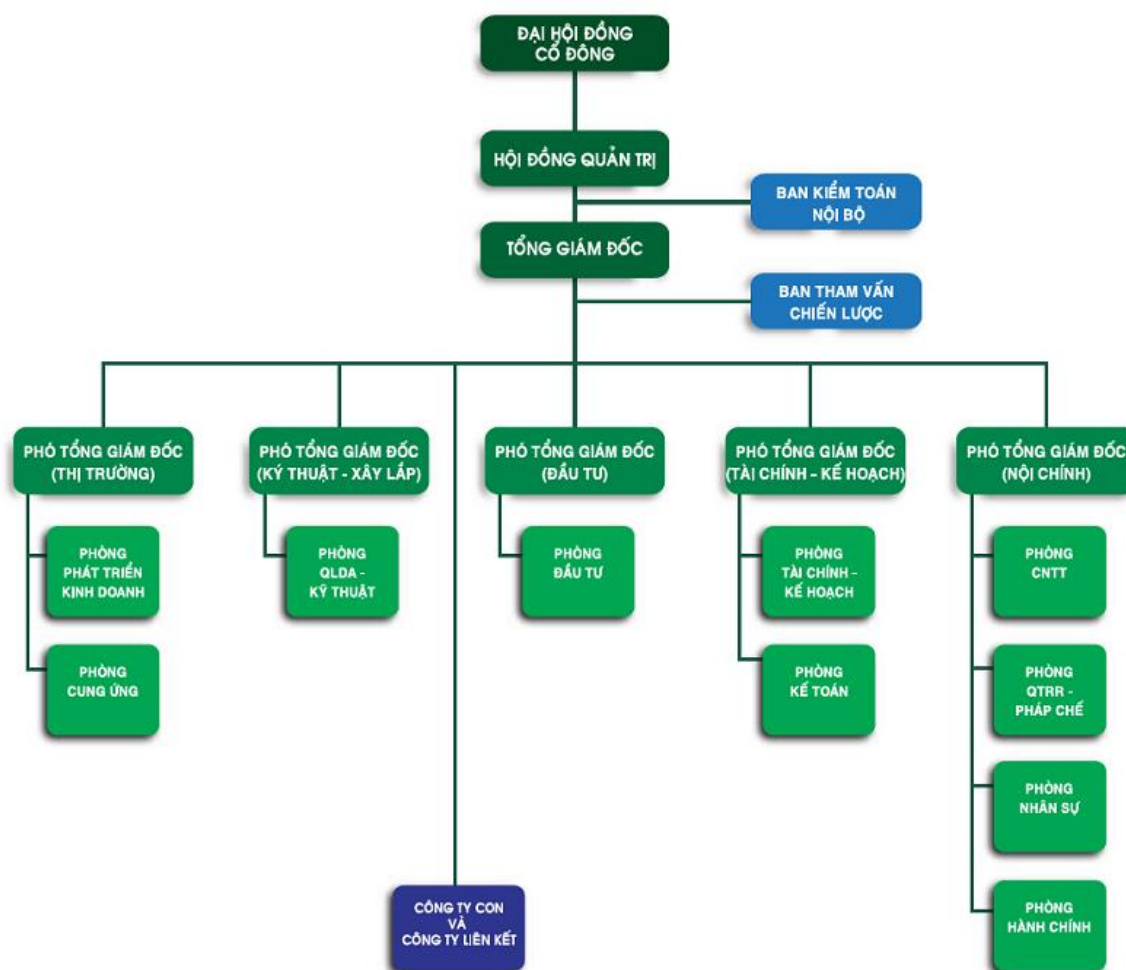 ĐẠI HỘI ĐỒNG
CỔ ĐÔNG
HỘI ĐỒNG QUẢN TRỊ
BAN KIỂM TOÁN
NỘI BỘ
TỔNG GIÁM ĐỐC
BAN THAM VẤN
CHIẾN LƯỢC
PHÓ TỔNG GIÁM ĐỐC
(THỊ TRƯỜNG)
PHÓ TỔNG GIÁM ĐỐC
(KỸ THUẬT - XÂY LẮP)
PHÓ TỔNG GIÁM ĐỐC
(ĐẦU TƯ)
PHÓ TỔNG GIÁM ĐỐC
(TÀI CHÍNH – KẾ HOẠCH)
PHÓ TỔNG GIÁM ĐỐC
(NỘI CHÍNH)
PHÒNG
PHÁT TRIỂN
KINH DOANH
PHÒNG
QLDA -
KỸ THUẬT
PHÒNG
ĐẦU TƯ
PHÒNG
TÀI CHÍNH –
KẾ HOẠCH
PHÒNG
CNTT
PHÒNG
CUNG ỨNG
PHÒNG
KẾ TOÁN
PHÒNG
QTRR -
PHÁP CHẾ
PHÒNG
NHÂN SỰ
CÔNG TY CON
VÀ
CÔNG TY LIÊN KẾT
PHÒNG
HÀNH CHÍNH